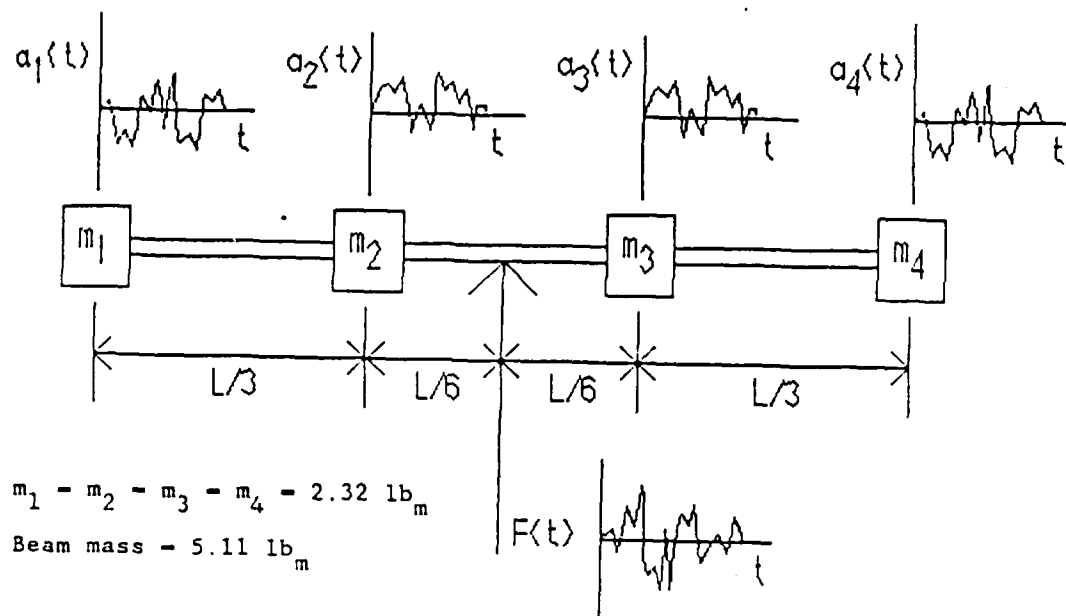 a₁(t) a₂(t) a₃(t) a₄(t)
t t t t
m₁ m₂ m₃ m₄
L/3 L/6 L/6 L/3
m₁ = m₂ = m₃ = m₄ = 2.32 lbₘ
Beam mass = 5.11 lbₘ
F(t)
t